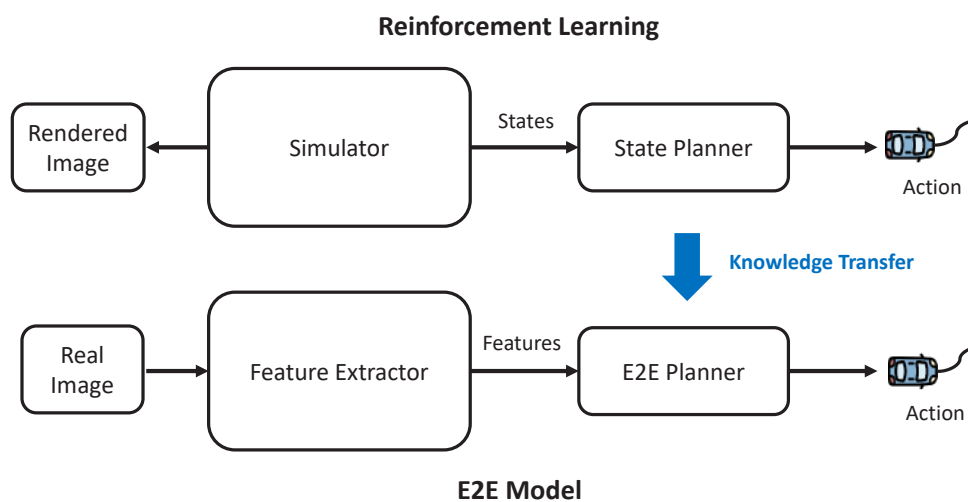 Reinforcement Learning
Rendered
Image
Simulator
States
State Planner
Action
Knowledge Transfer
Real
Image
Feature Extractor
Features
E2E Planner
Action
E2E Model